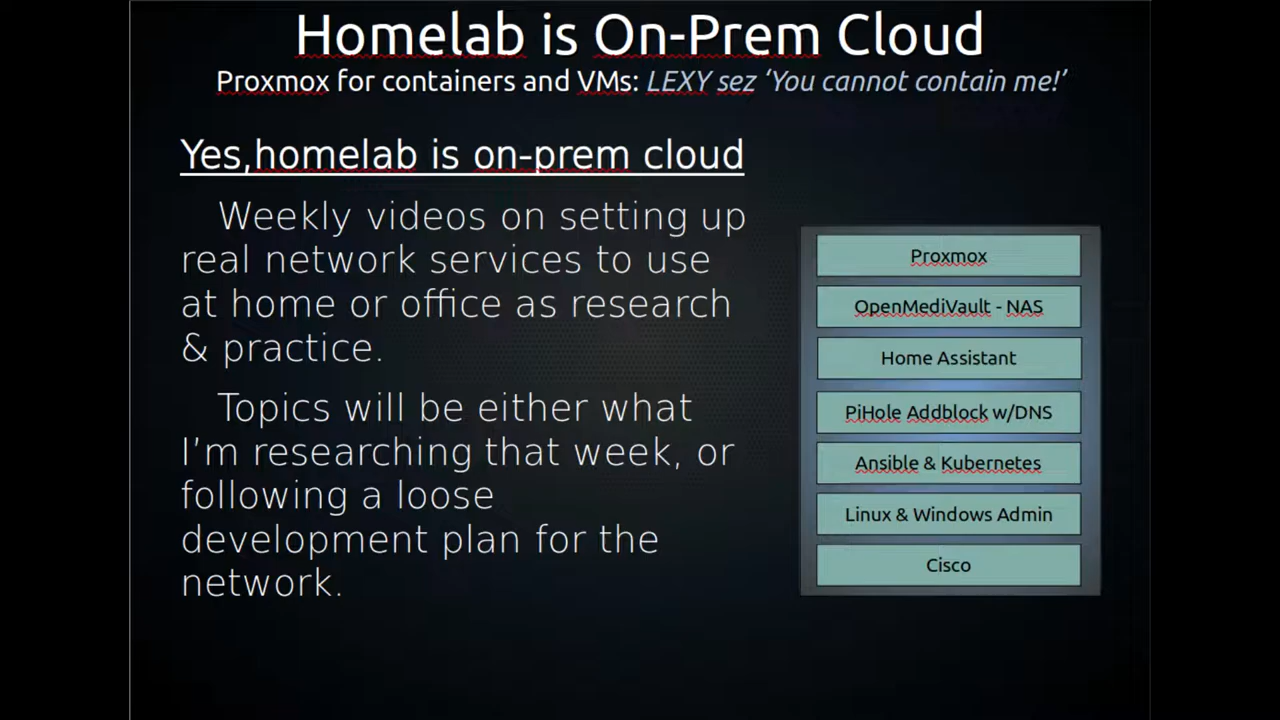 Homelab is On-Prem Cloud
Proxmox for containers and VMs: LEXY sez ‘You cannot contain me!’
Yes,homelab is on-prem cloud
Weekly videos on setting up
real network services to use
at home or office as research
& practice.
Topics will be either what
I’m researching that week, or
following a loose
development plan for the
network.
Proxmox
OpenMediVault - NAS
Home Assistant
PiHole Addblock w/DNS
Ansible & Kubernetes
Linux & Windows Admin
Cisco